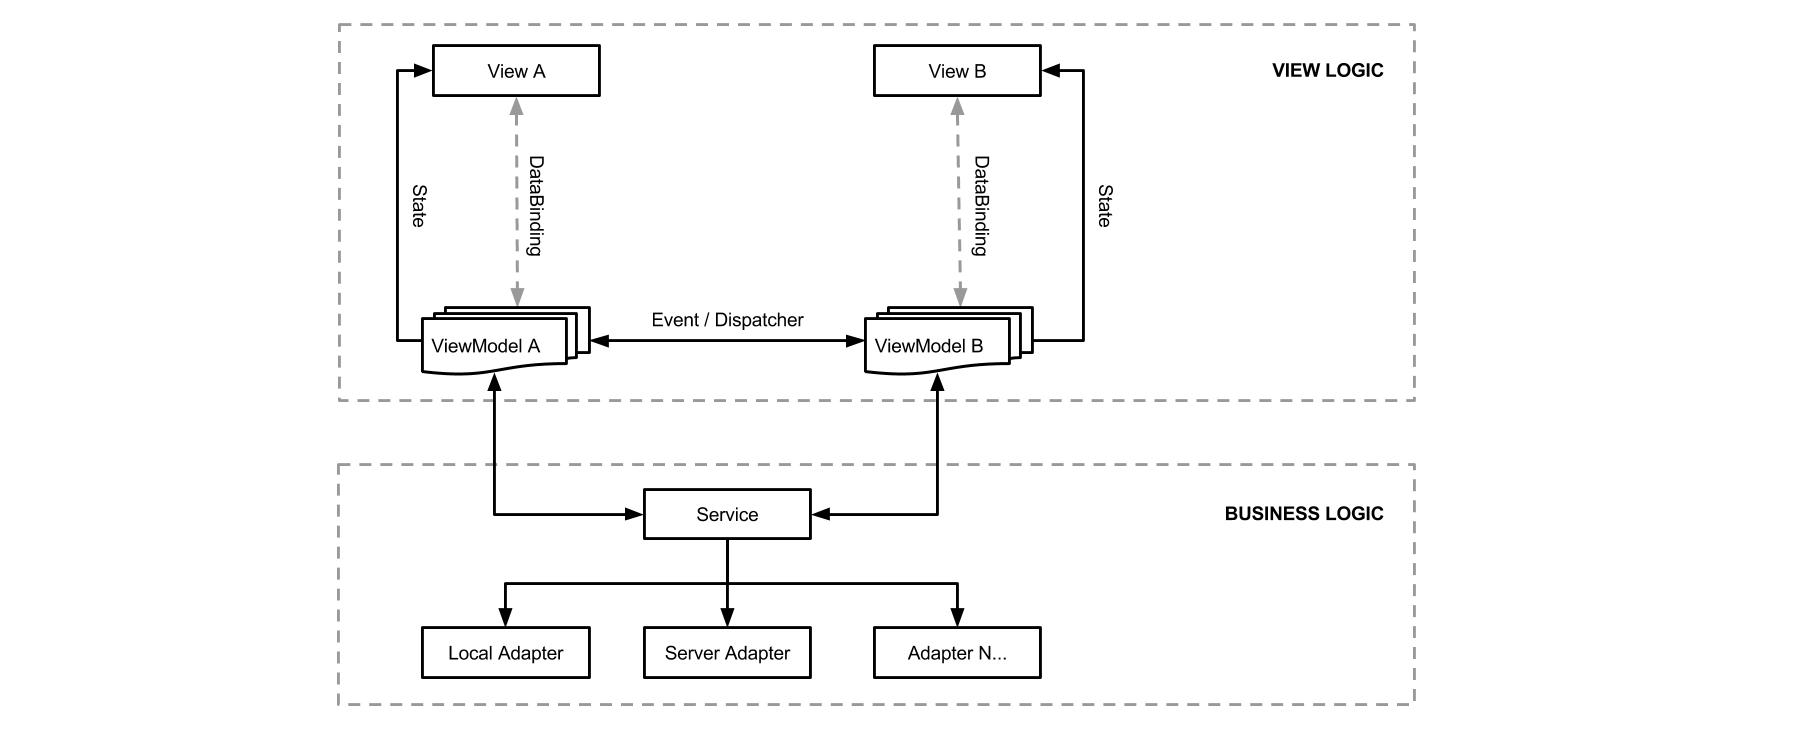 View A
View B
VIEW LOGIC
State
DataBinding
DataBinding
State
Event / Dispatcher
ViewModel A
ViewModel B
Service
BUSINESS LOGIC
Local Adapter
Server Adapter
Adapter N...